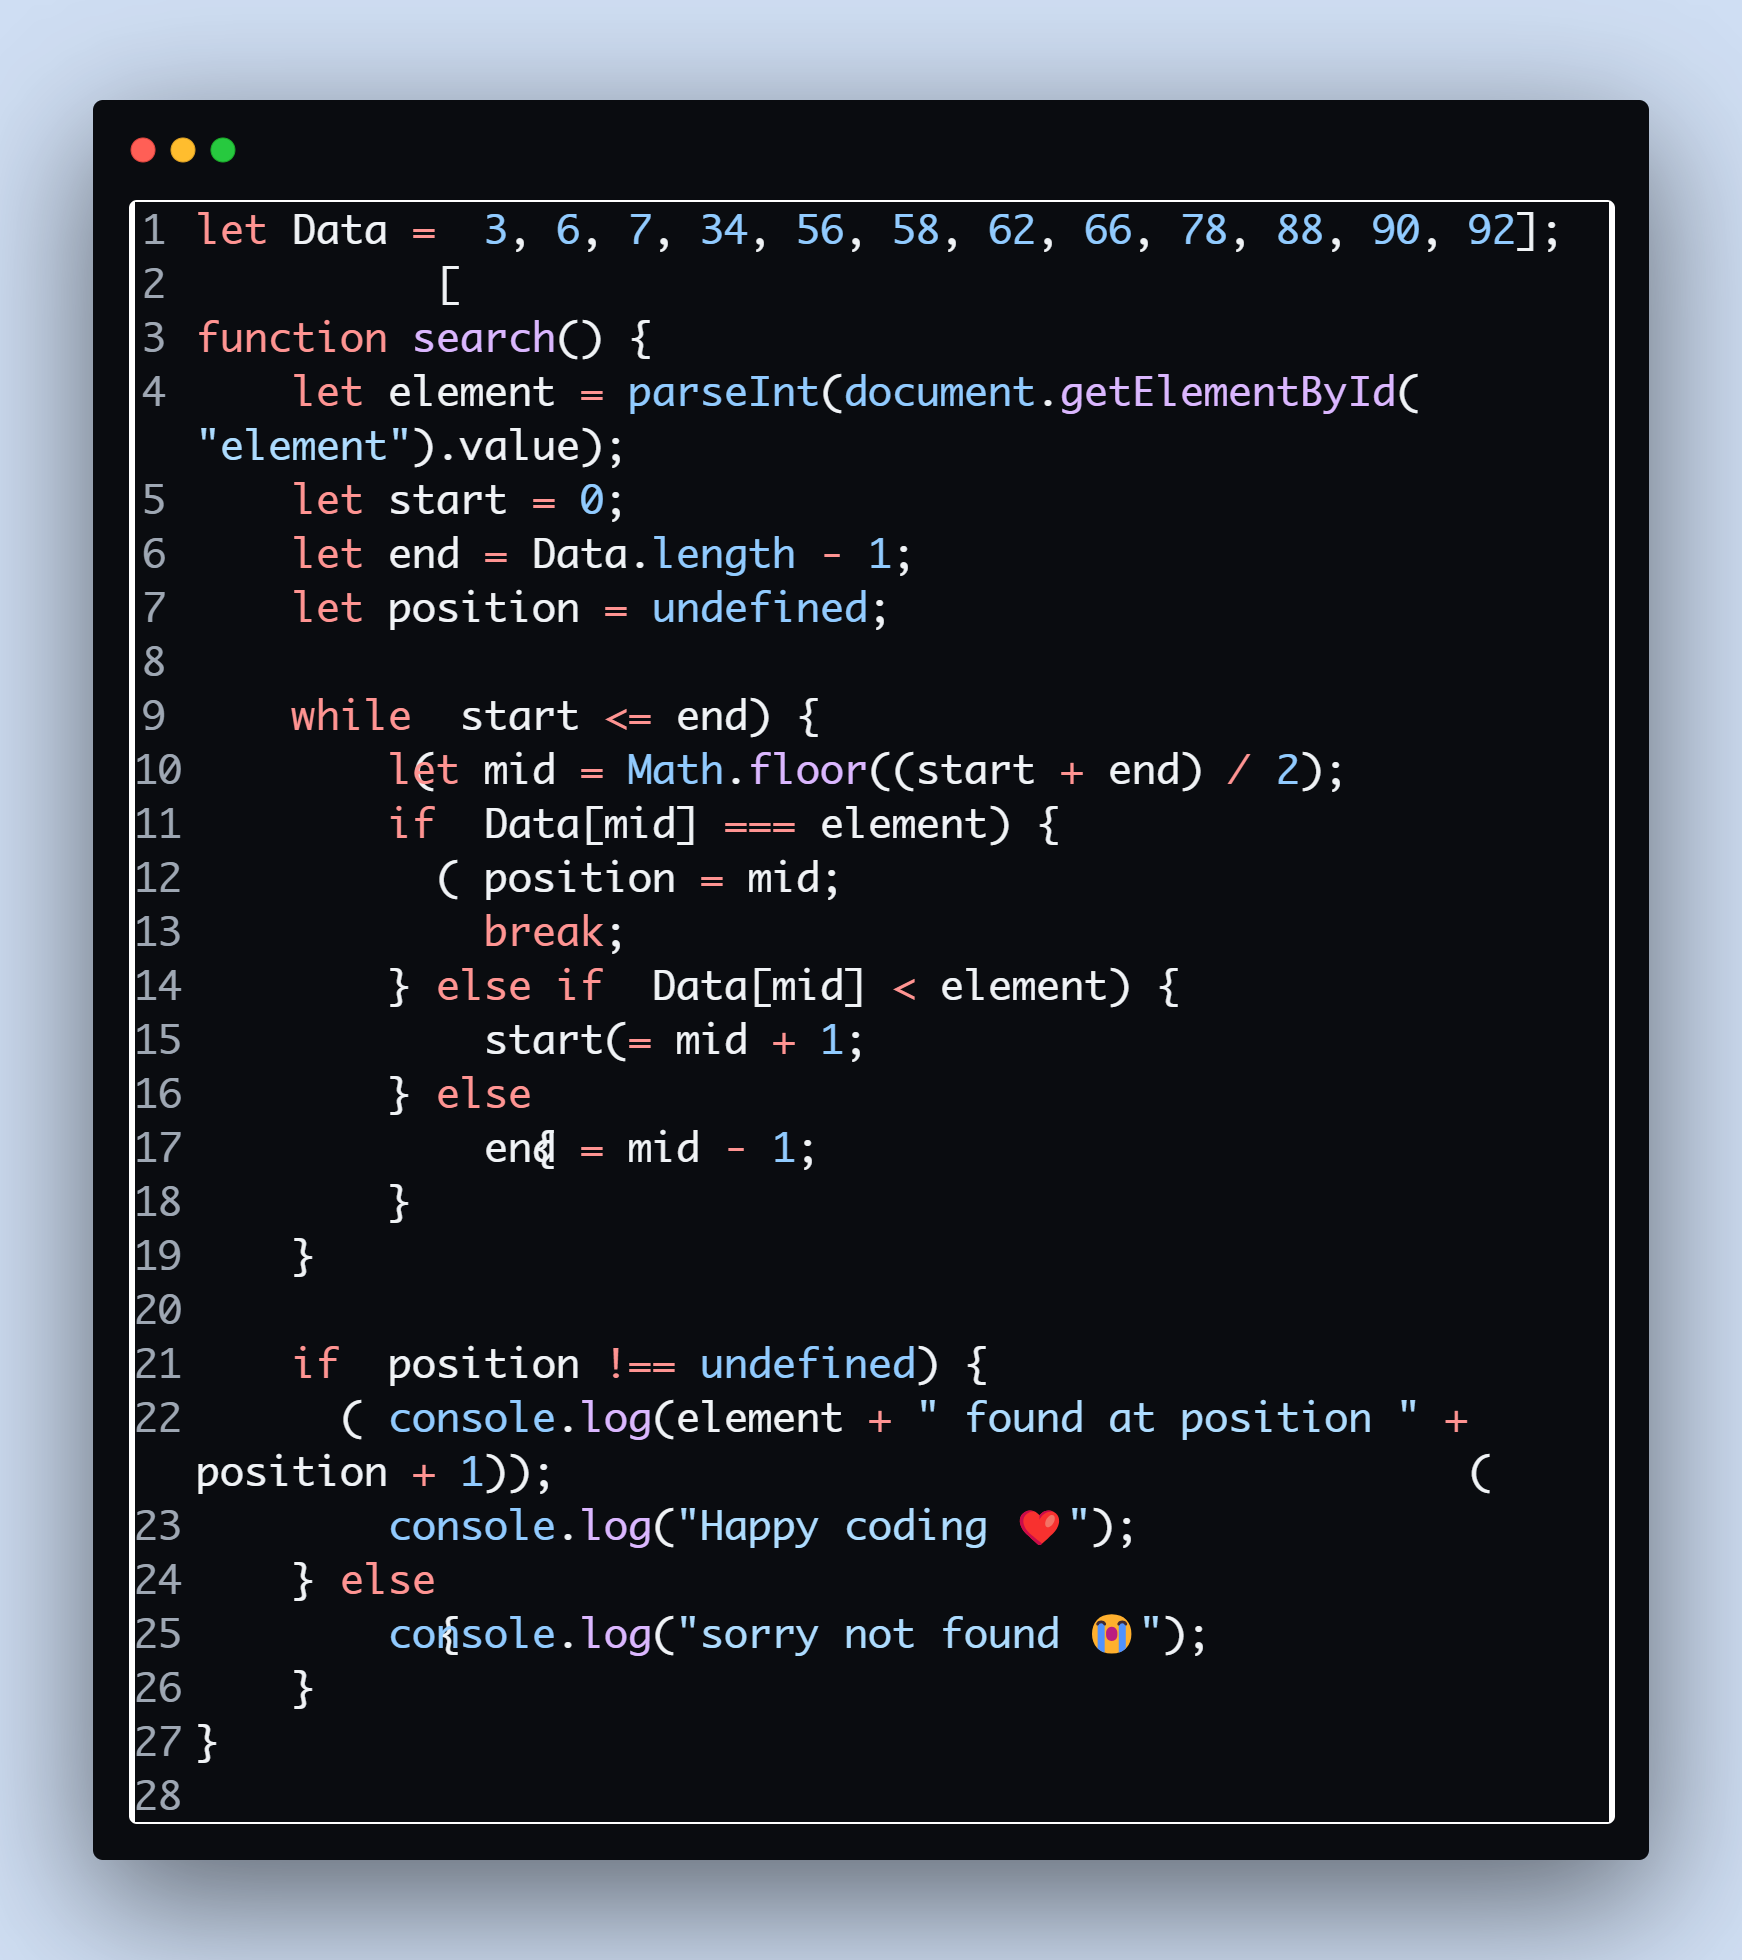 1 let Data =  3, 6, 7, 34, 56, 58, 62, 66, 78, 88, 90, 92];
2           [
3 function search() {
4     let element = parseInt(document.getElementById(
"element").value);
5     let start = 0;
6     let end = Data.length - 1;
7     let position = undefined;
8
9     while  start <= end) {
10         let( mid = Math.floor((start + end) / 2);
11         if  Data[mid] === element) {
12           ( position = mid;
13             break;
14         } else if  Data[mid] < element) {
15             start(= mid + 1;
16         } else
17             end{ = mid - 1;
18         }
19     }
20
21     if  position !== undefined) {
22       ( console.log(element + " found at position " +
position + 1));                                      (
23         console.log("Happy coding ❤️");
24     } else
25         con{sole.log("sorry not found 😭");
26     }
27 }
28